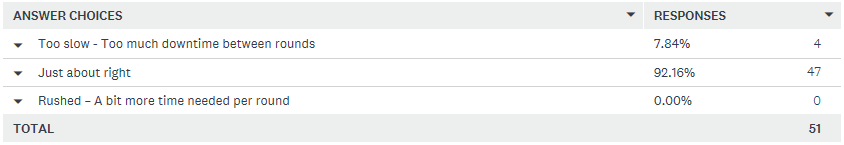 ANSWER CHOICES RESPONSES
Too slow - Too much downtime between rounds 7.84% 4
Just about right 92.16% 47
Rushed – A bit more time needed per round 0.00% 0
TOTAL 51